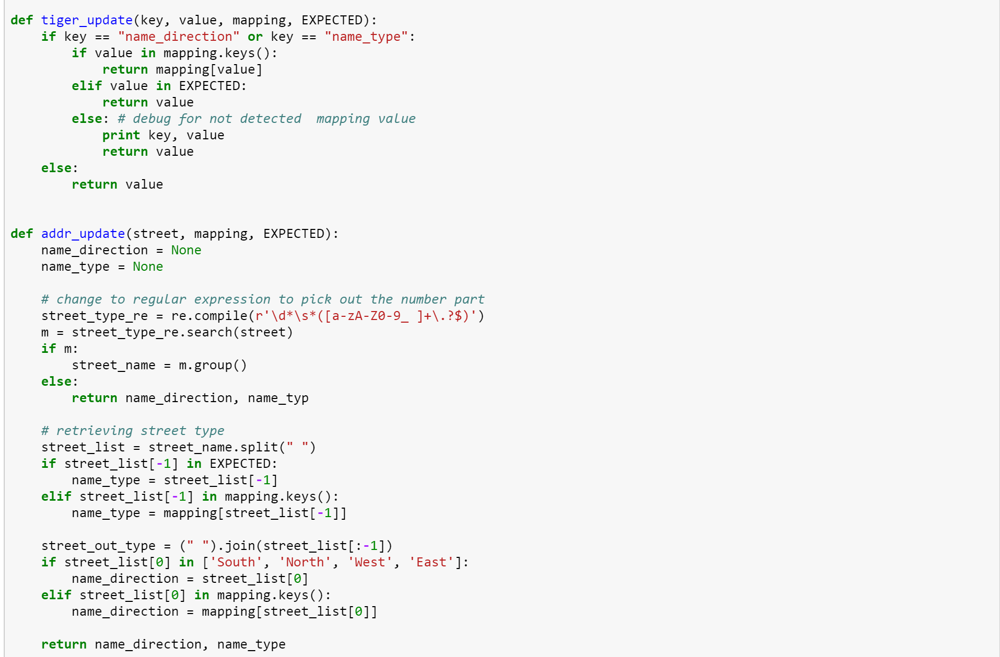 def tiger_update(key, value, mapping, EXPECTED):
    if key == "name_direction" or key == "name_type":
        if value in mapping.keys():
            return mapping[value]
        elif value in EXPECTED:
            return value
        else: # debug for not detected  mapping value
            print key, value
            return value
    else:
        return value


def addr_update(street, mapping, EXPECTED):
    name_direction = None
    name_type = None

    # change to regular expression to pick out the number part
    street_type_re = re.compile(r'\d*\s*([a-zA-Z0-9_ ]+\.?$)')
    m = street_type_re.search(street)
    if m:
        street_name = m.group()
    else:
        return name_direction, name_typ

    # retrieving street type
    street_list = street_name.split(" ")
    if street_list[-1] in EXPECTED:
        name_type = street_list[-1]
    elif street_list[-1] in mapping.keys():
        name_type = mapping[street_list[-1]]

    street_out_type = (" ").join(street_list[:-1])
    if street_list[0] in ['South', 'North', 'West', 'East']:
        name_direction = street_list[0]
    elif street_list[0] in mapping.keys():
        name_direction = mapping[street_list[0]]

    return name_direction, name_type